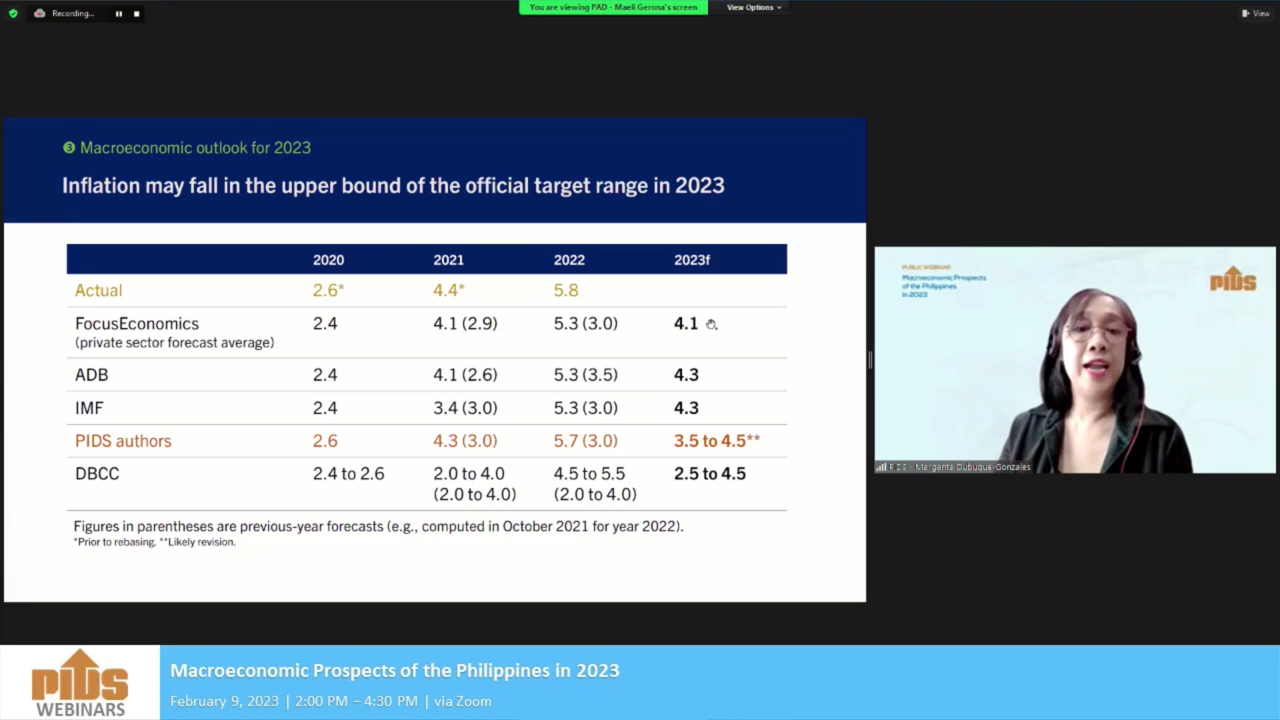 Recording...
You are viewing PAD - Maeli Gerona's screen
View Options
View
❸ Macroeconomic outlook for 2023
Inflation may fall in the upper bound of the official target range in 2023
2020 2021 2022 2023f
Actual 2.6* 4.4* 5.8
FocusEconomics 2.4 4.1 (2.9) 5.3 (3.0) 4.1
(private sector forecast average)
ADB 2.4 4.1 (2.6) 5.3 (3.5) 4.3
IMF 2.4 3.4 (3.0) 5.3 (3.0) 4.3
PIDS authors 2.6 4.3 (3.0) 5.7 (3.0) 3.5 to 4.5**
DBCC 2.4 to 2.6 2.0 to 4.0 4.5 to 5.5 2.5 to 4.5
(2.0 to 4.0) (2.0 to 4.0)
Figures in parentheses are previous-year forecasts (e.g., computed in October 2021 for year 2022).
*Prior to rebasing. **Likely revision.
PUBLIC WEBINAR
Macroeconomic Prospects
of the Philippines
in 2023
PIDS
PIDS - Margarita Dubuque-Gonzales
PIDS
WEBINARS
Macroeconomic Prospects of the Philippines in 2023
February 9, 2023 | 2:00 PM – 4:30 PM | via Zoom